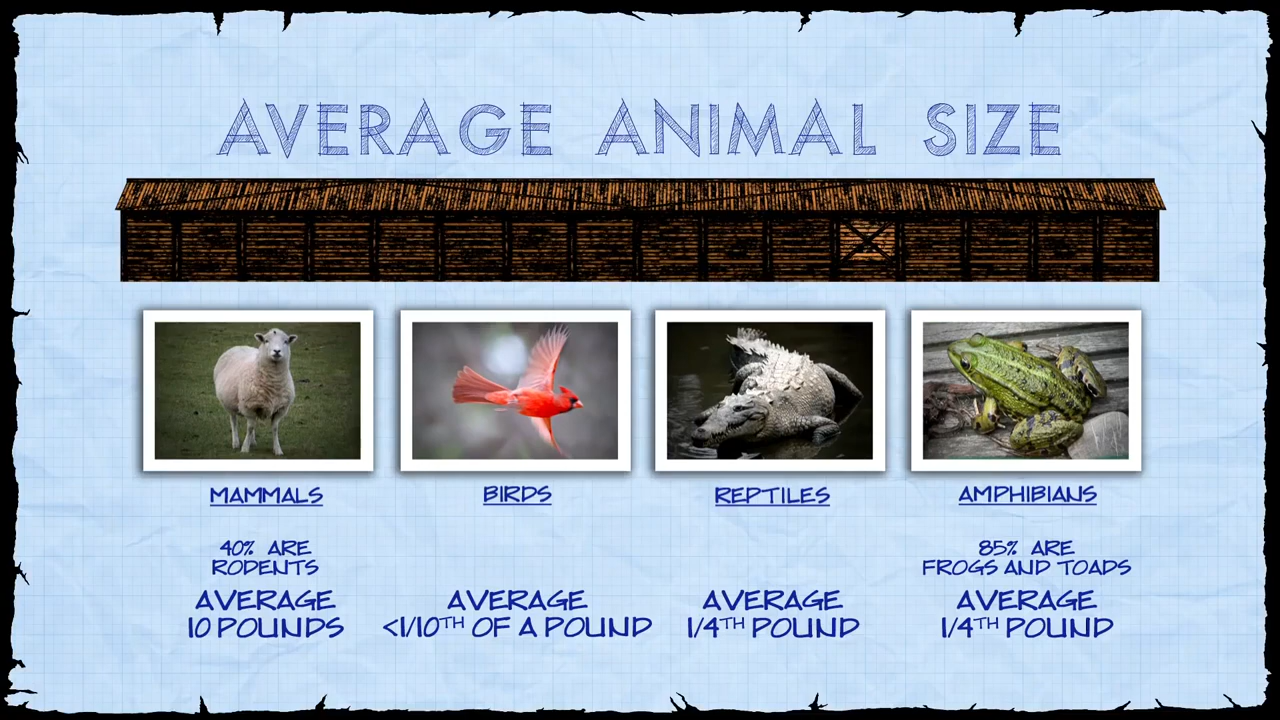 AVERAGE ANIMAL SIZE
MAMMALS
40% ARE
RODENTS
AVERAGE
10 POUNDS
BIRDS
AVERAGE
<1/10TH OF A POUND
REPTILES
AVERAGE
1/4TH POUND
AMPHIBIANS
85% ARE
FROGS AND TOADS
AVERAGE
1/4TH POUND